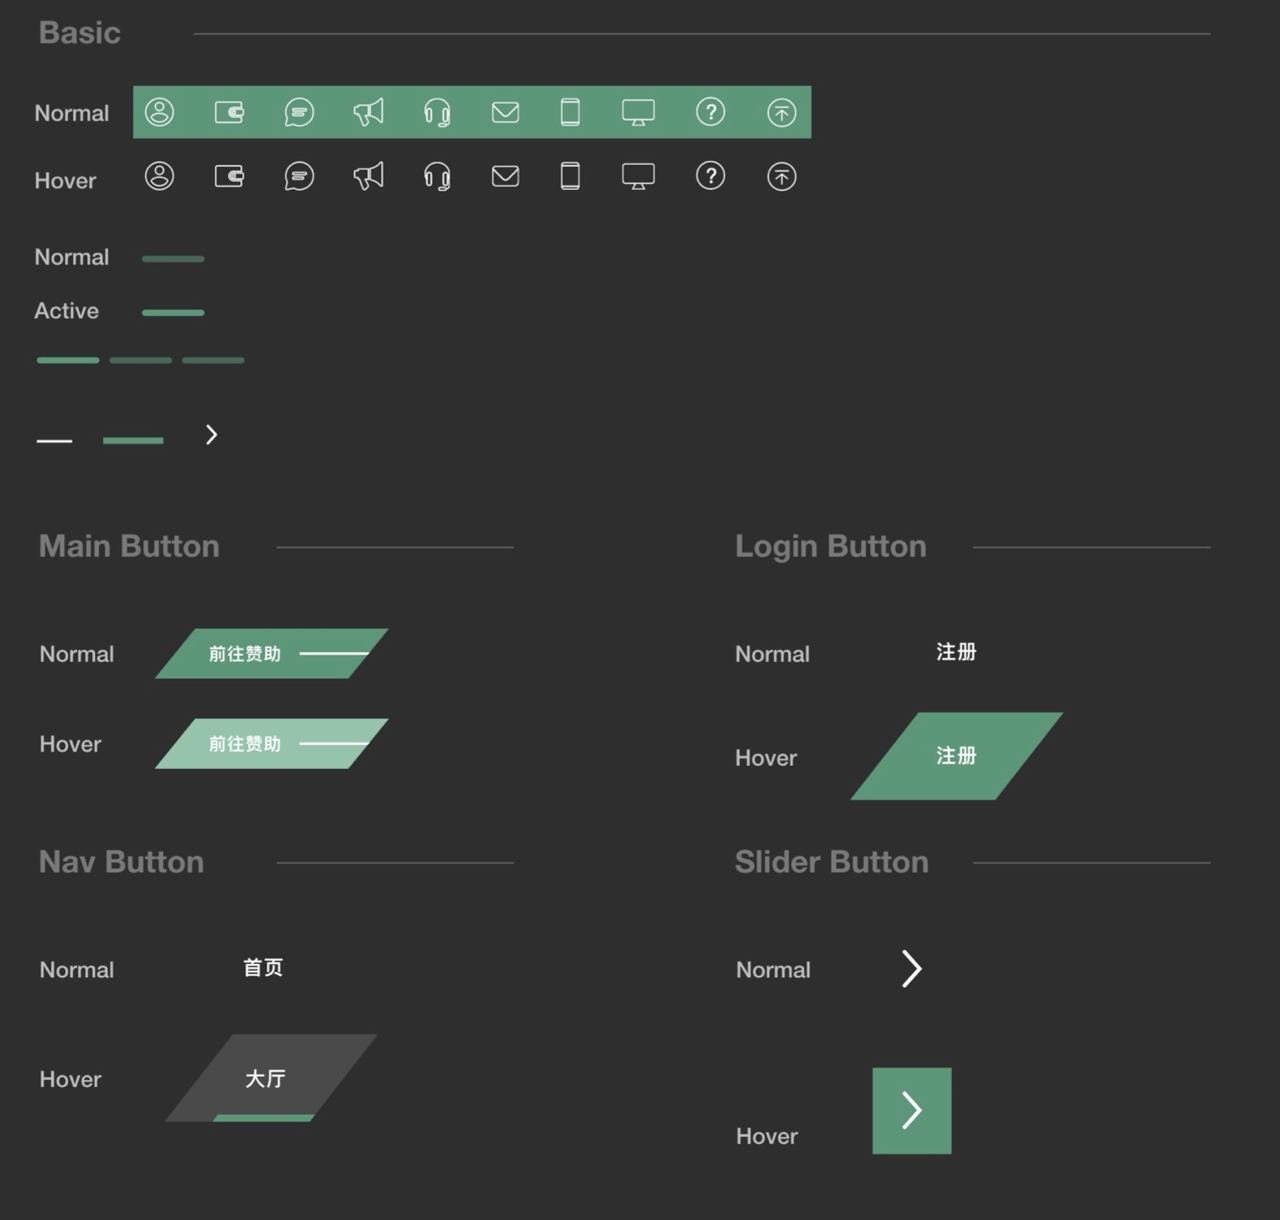 Basic
Normal
?
Hover
?
Normal
Active
Main Button
Normal
前往赞助
Hover
前往赞助
Login Button
Normal
注册
Hover
注册
Nav Button
Normal
首页
Hover
大厅
Slider Button
Normal
Hover